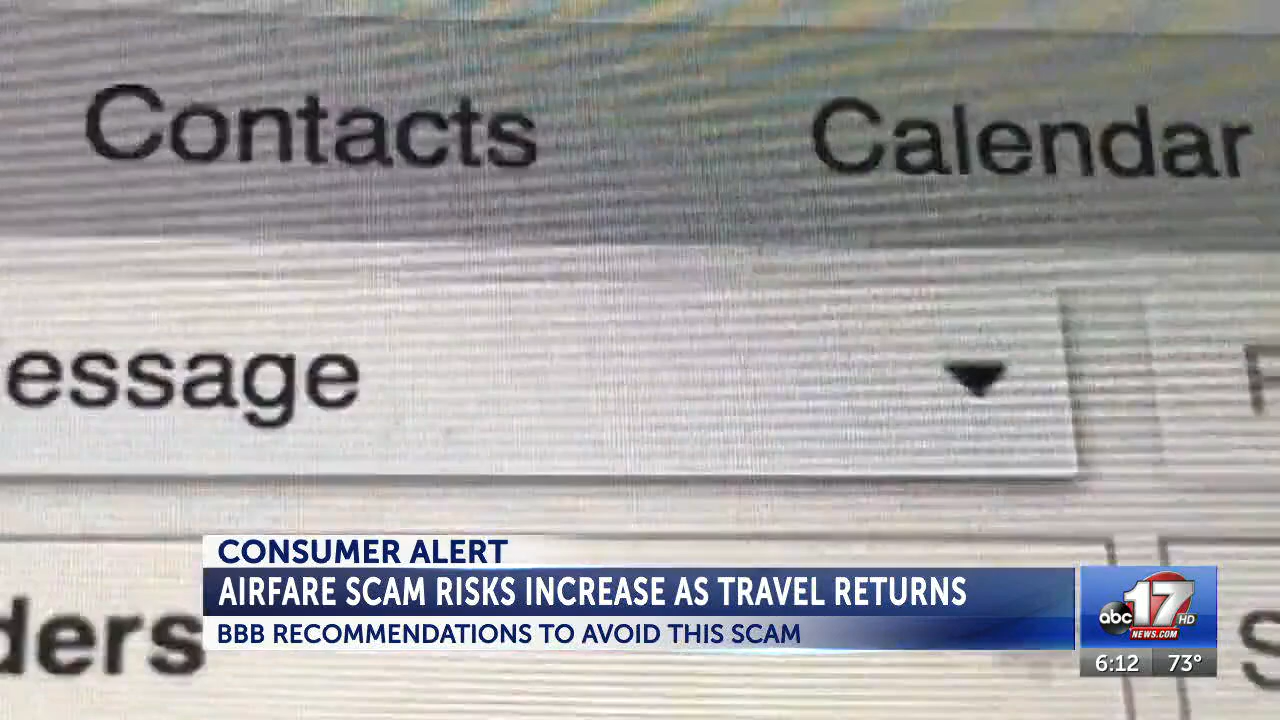 Contacts
Calendar
essage
ders
CONSUMER ALERT
AIRFARE SCAM RISKS INCREASE AS TRAVEL RETURNS
BBB RECOMMENDATIONS TO AVOID THIS SCAM
abc 17 HD
NEWS.COM
6:12 73°